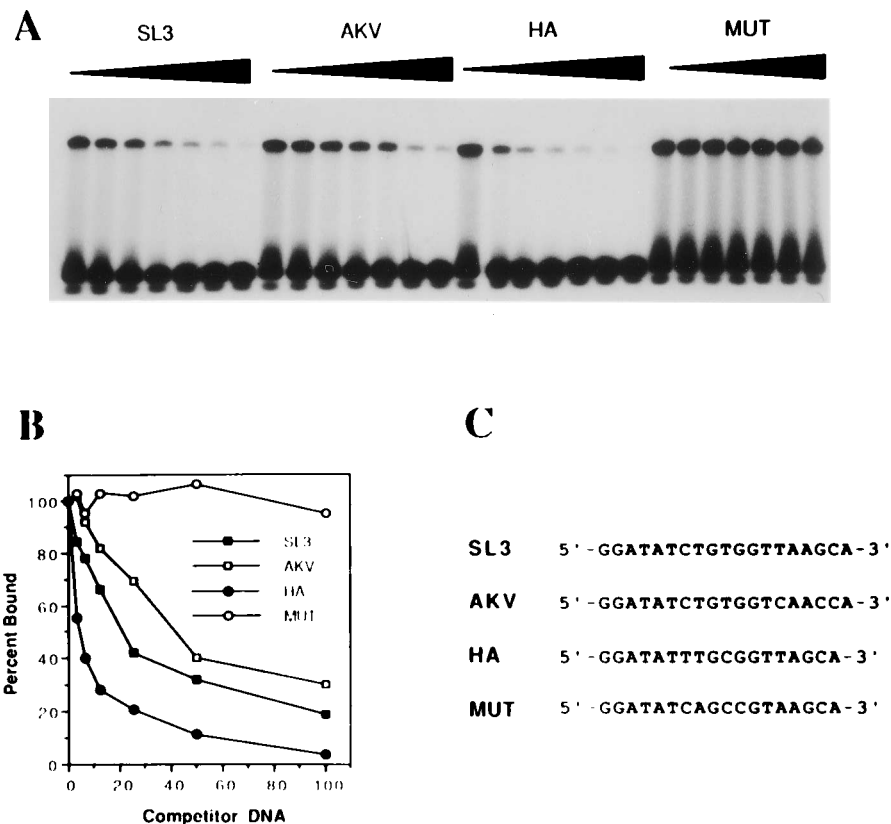 A
SL3 AKV HA MUT
B
100
80
60
40
20
0
0 20 40 60 80 100
Percent Bound
Competitor DNA
SL3
AKV
HA
MUT
C
SL3 5'-GGATATCTGTGGTTAAGCA-3'
AKV 5'-GGATATCTGTGGTCAACCA-3'
HA 5'-GGATATTTGCGGTTAGCA-3'
MUT 5'-GGATATCAGCCGTAAGCA-3'